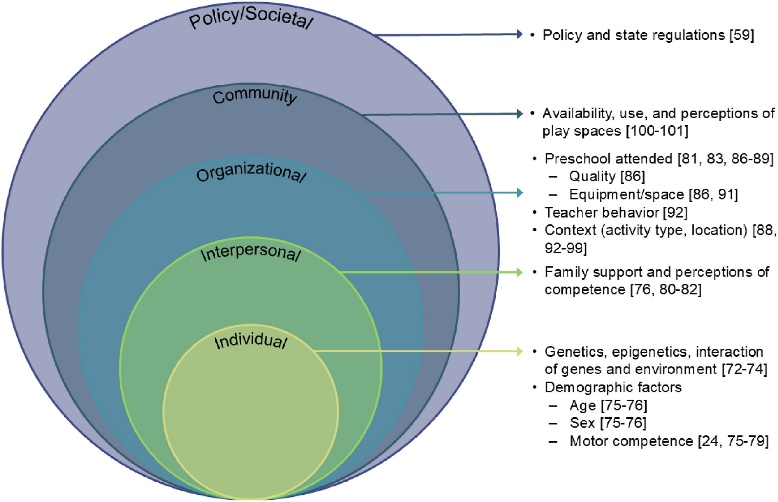 Policy/Societal
• Policy and state regulations [59]
Community
• Availability, use, and perceptions of
play spaces [100-101]
Organizational
• Preschool attended [81, 83, 86-89]
– Quality [86]
– Equipment/space [86, 91]
• Teacher behavior [92]
• Context (activity type, location) [88,
92-99]
Interpersonal
• Family support and perceptions of
competence [76, 80-82]
Individual
• Genetics, epigenetics, interaction
of genes and environment [72-74]
• Demographic factors
– Age [75-76]
– Sex [75-76]
– Motor competence [24, 75-79]